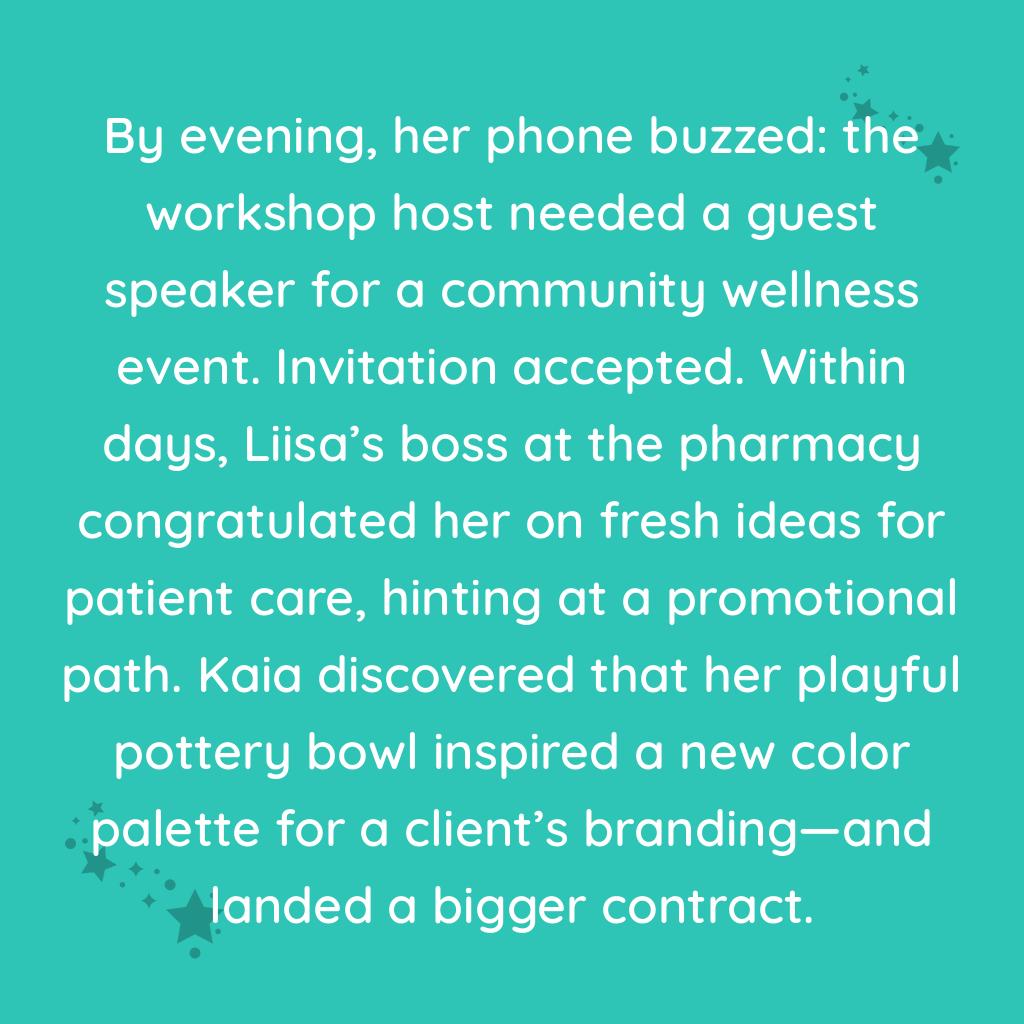 By evening, her phone buzzed: the
workshop host needed a guest
speaker for a community wellness
event. Invitation accepted. Within
days, Liisa’s boss at the pharmacy
congratulated her on fresh ideas for
patient care, hinting at a promotional
path. Kaia discovered that her playful
pottery bowl inspired a new color
palette for a client’s branding—and
landed a bigger contract.